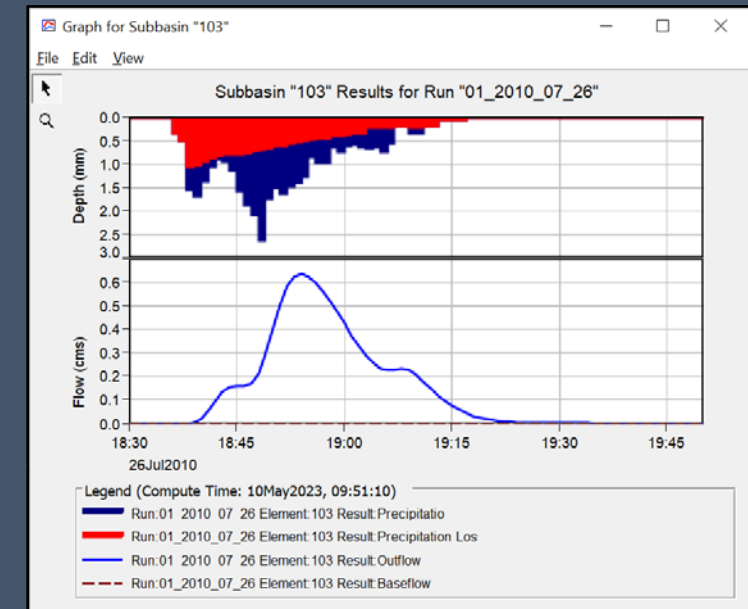 Graph for Subbasin "103"
File Edit View
Subbasin "103" Results for Run "01_2010_07_26"
Depth (mm)
0.0
0.5
1.0
1.5
2.0
2.5
3.0
Flow (cms)
0.6
0.5
0.4
0.3
0.2
0.1
0.0
18:30 18:45 19:00 19:15 19:30 19:45
26Jul2010
Legend (Compute Time: 10May2023, 09:51:10)
Run:01 2010 07 26 Element:103 Result:Precipitatio
Run:01 2010 07 26 Element:103 Result:Precipitation Los
Run:01 2010 07 26 Element:103 Result:Outflow
Run:01_2010_07_26 Element:103 Result:Baseflow